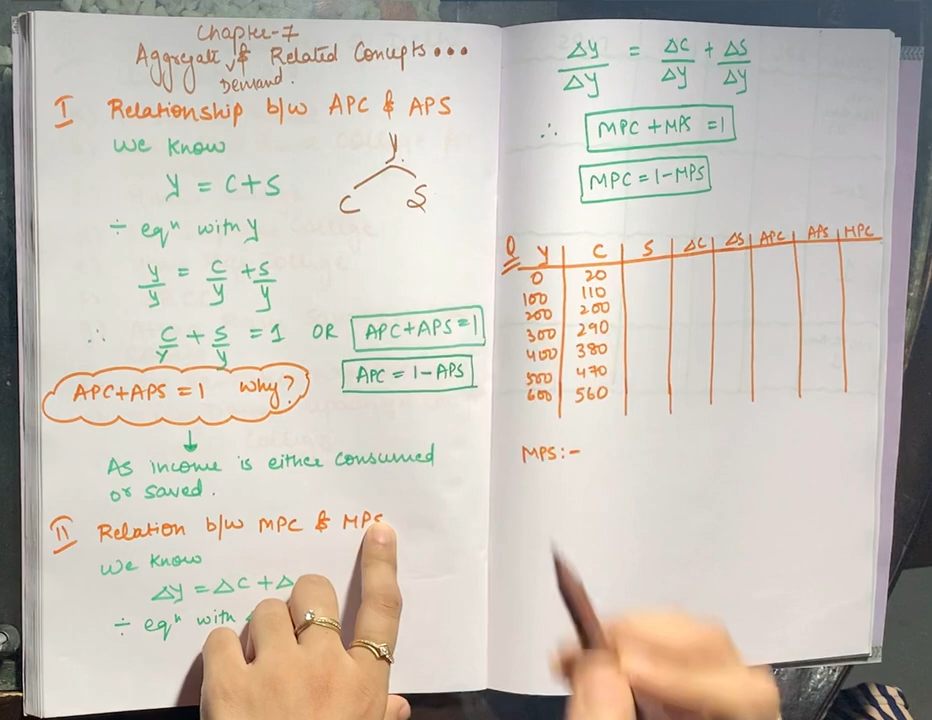 Chapter-7
Aggregate & Related Concepts...
Demand.
I Relationship b/w APC & APS
We know
y
C S
y = C+S
÷ eqⁿ with y
y/y = C/y + S/y
∴ C/y + S/y = 1 OR APC+APS=1
APC = 1-APS
APC+APS = 1 why?
As income is either consumed
or saved.
II Relation b/w MPC & MPS
We know
Δy = ΔC + Δ
÷ eqⁿ with
Δy/Δy = ΔC/Δy + ΔS/Δy
∴ MPC+MPS =1
MPC = 1-MPS
Q y C S ΔC ΔS APC APS MPC
0 20
100 110
200 200
300 290
400 380
500 470
600 560
MPS:-